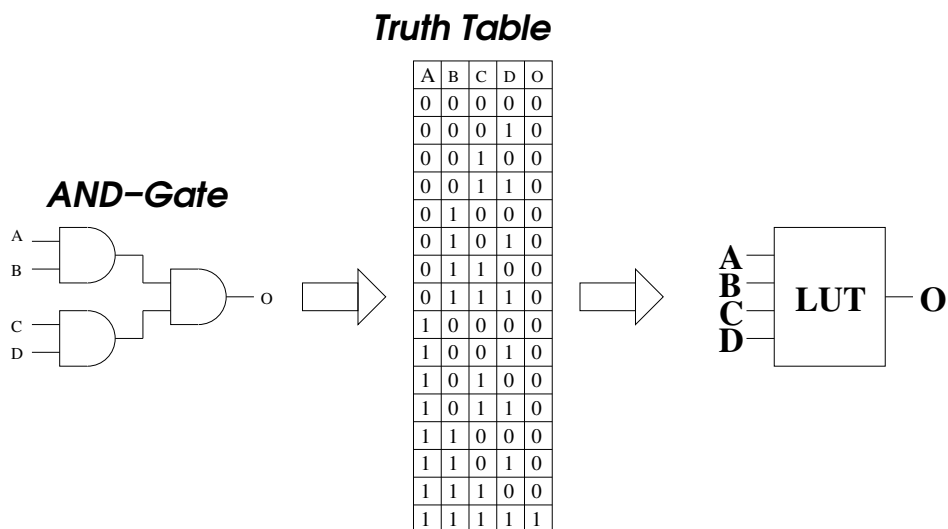 Truth Table
A B C D O
0 0 0 0 0
0 0 0 1 0
0 0 1 0 0
0 0 1 1 0
0 1 0 0 0
0 1 0 1 0
0 1 1 0 0
0 1 1 1 0
1 0 0 0 0
1 0 0 1 0
1 0 1 0 0
1 0 1 1 0
1 1 0 0 0
1 1 0 1 0
1 1 1 0 0
1 1 1 1 1
AND-Gate
A
B
C
D
O
A
B
C
D
LUT
O